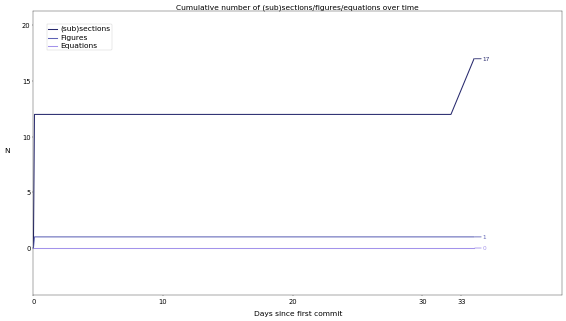 Cumulative number of (sub)sections/figures/equations over time
20
(sub)sections
Figures
Equations
17
15
10
N
5
1
0
0
0
10
20
30
33
Days since first commit